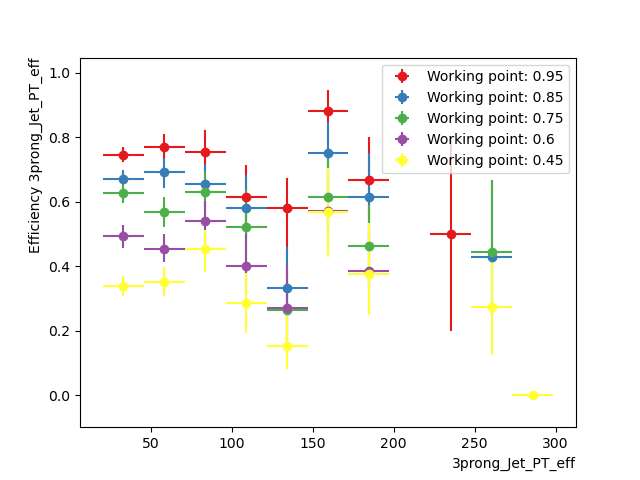 Efficiency 3prong_Jet_PT_eff
1.0
0.8
0.6
0.4
0.2
0.0
50
100
150
200
250
300
3prong_Jet_PT_eff
Working point: 0.95
Working point: 0.85
Working point: 0.75
Working point: 0.6
Working point: 0.45